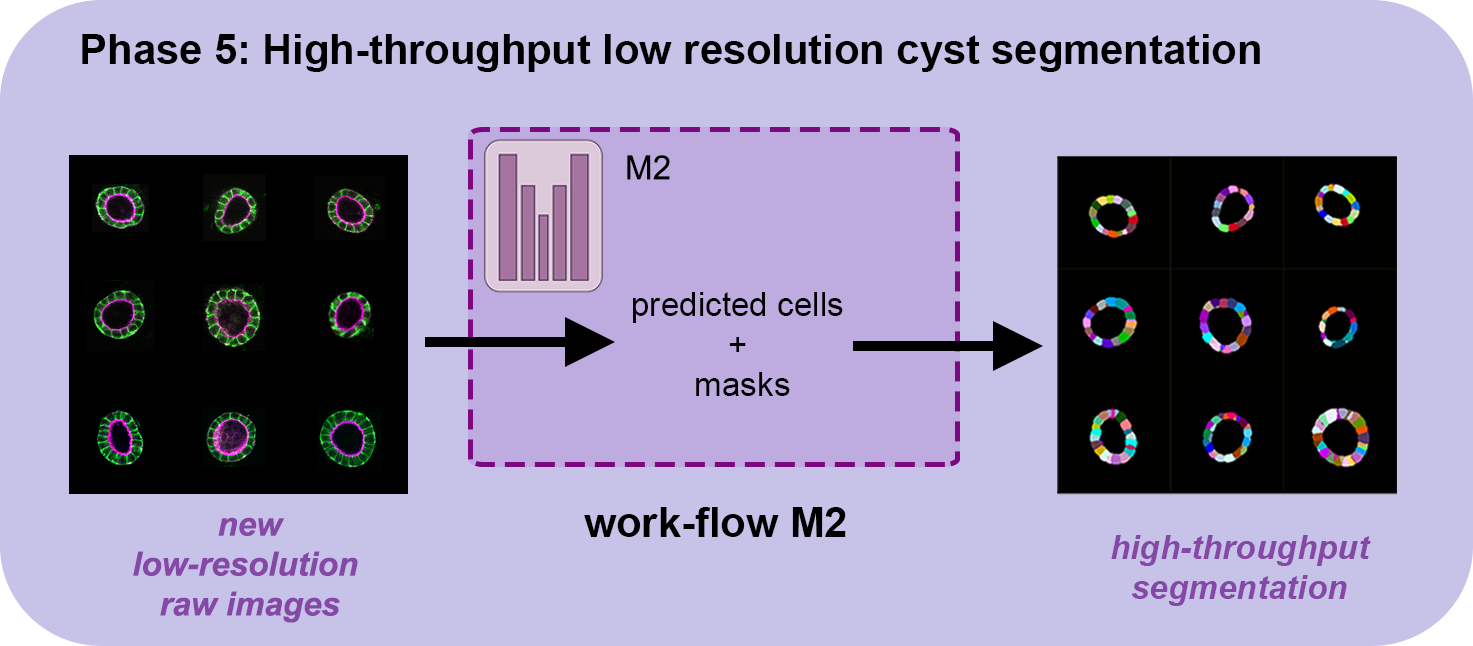 Phase 5: High-throughput low resolution cyst segmentation
M2
predicted cells
+
masks
work-flow M2
new
low-resolution
raw images
high-throughput
segmentation